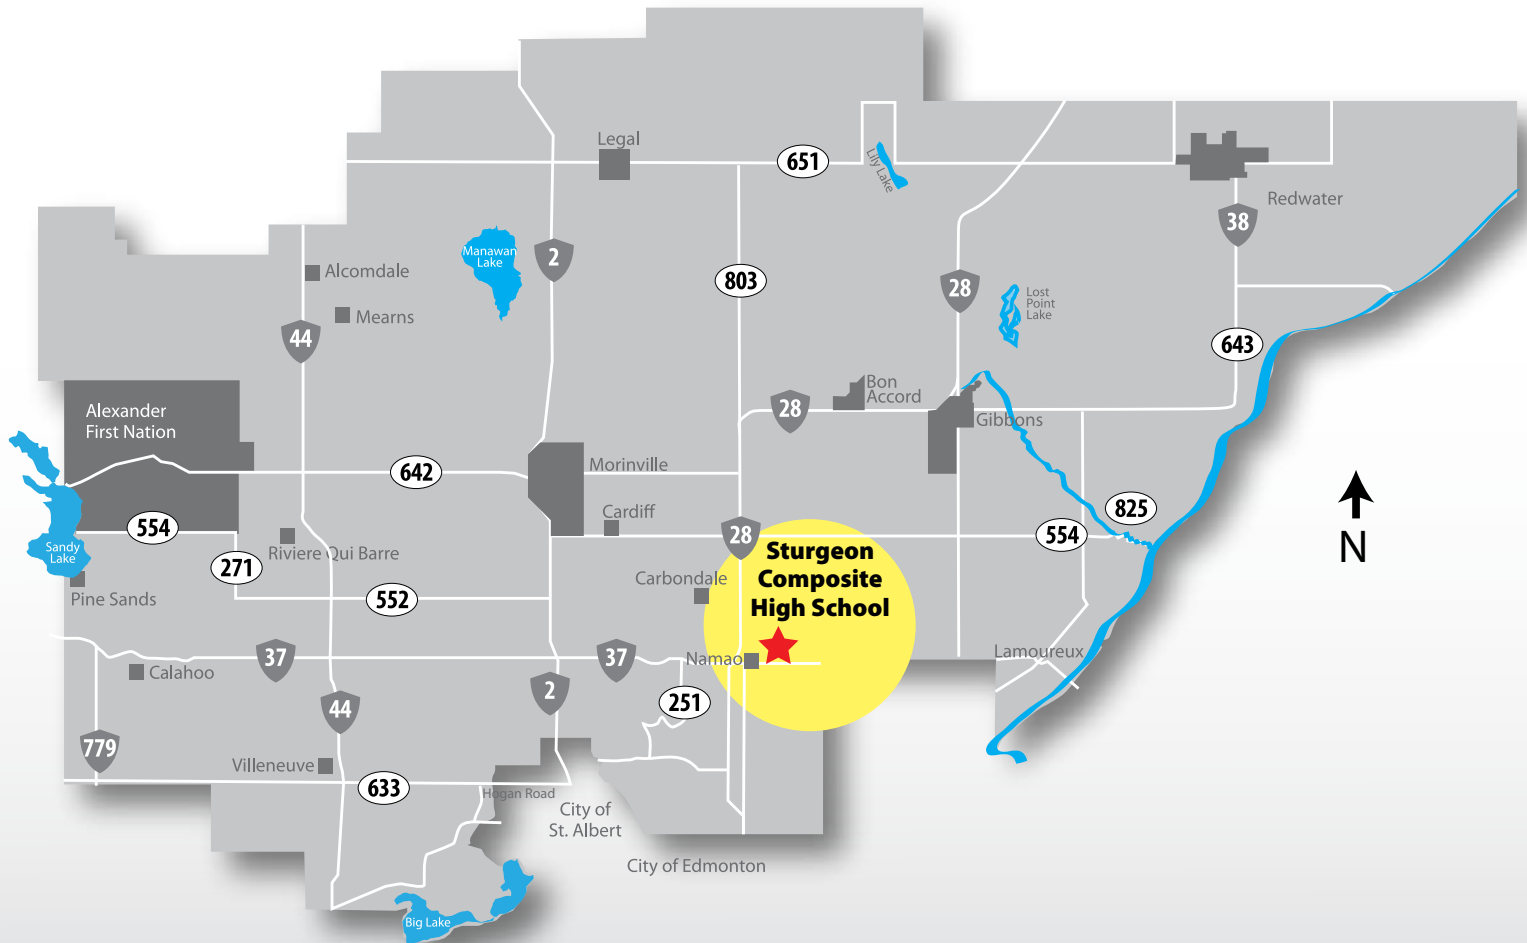 Legal
651
Lily Lake
Redwater
38
Manawan
Lake
2
Alcomdale
803
28
Lost
Point
Lake
Mearns
44
643
Alexander
First Nation
Bon
Accord
28
Gibbons
642
Morinville
Cardiff
825
554
28
554
N
Sandy
Lake
Riviere Qui Barre
271
Sturgeon
Composite
High School
Carbondale
Pine Sands
552
Lamoureux
37
37
Namao
Calahoo
2
251
44
779
Villeneuve
633
Hogan Road
City of
St. Albert
City of Edmonton
Big Lake